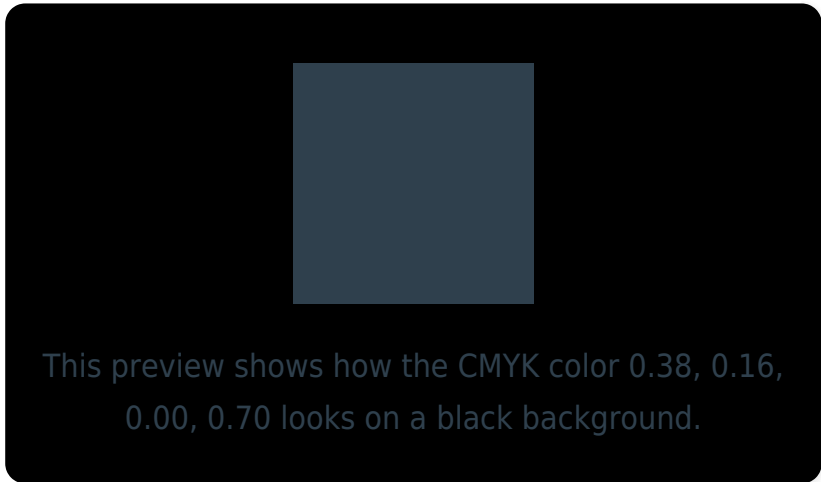 This preview shows how the CMYK color 0.38, 0.16,
0.00, 0.70 looks on a black background.